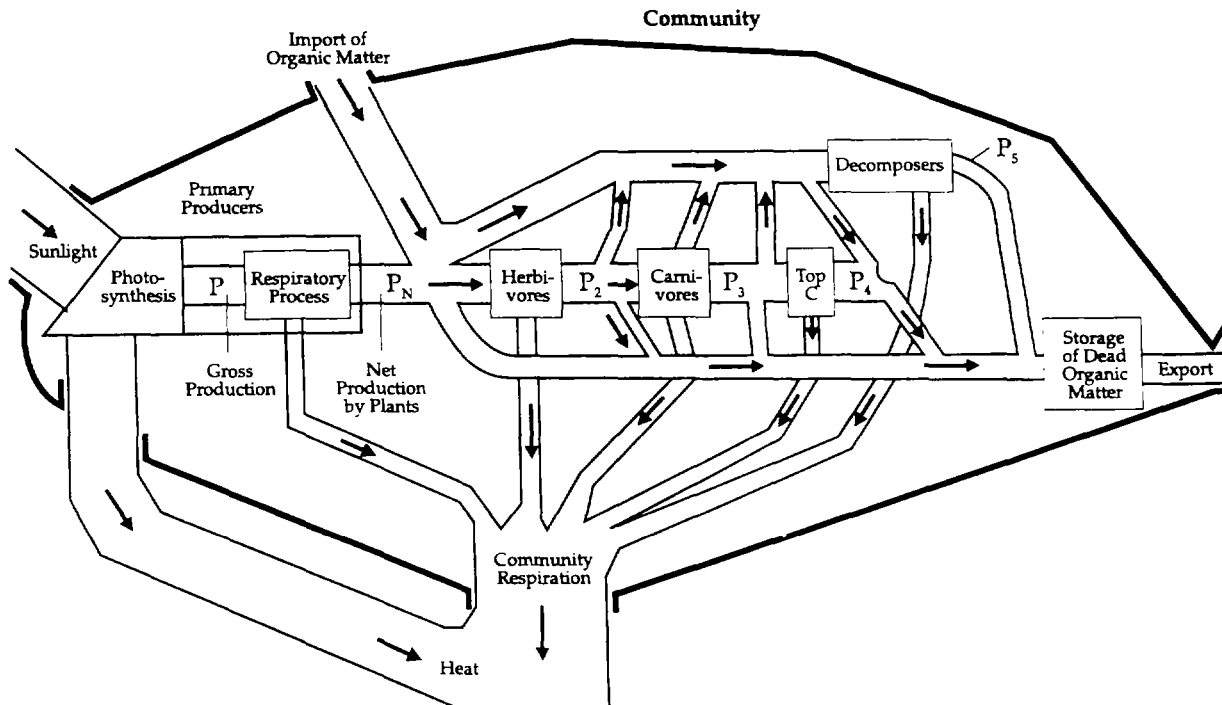 Community
Import of
Organic Matter
Decomposers
P5
Primary
Producers
Sunlight
Photo-
synthesis
P
Respiratory
Process
PN
Herbi-
vores
P2
Carni-
vores
P3
Top
C
P4
Gross
Production
Net
Production
by Plants
Storage
of Dead
Organic
Matter
Export
Community
Respiration
Heat